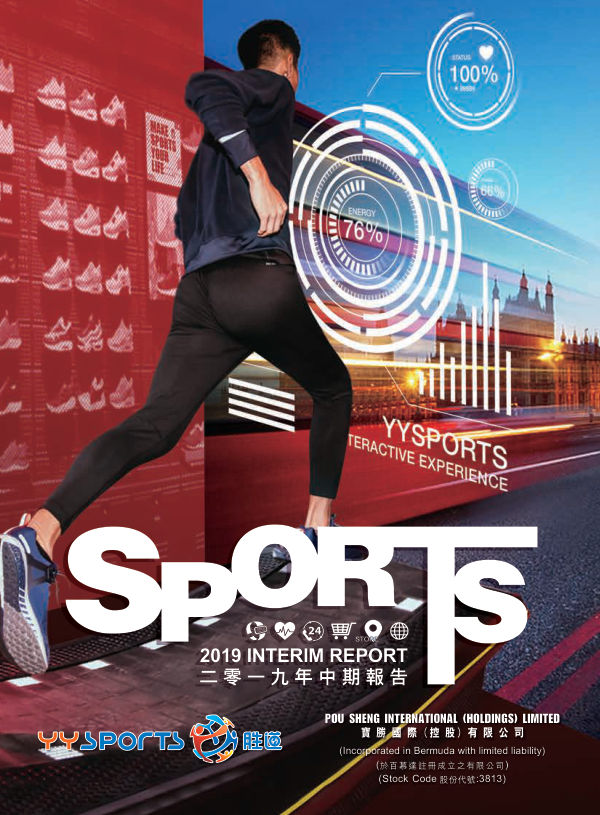 STATUS
100%
66%
ENERGY
76%
YYSPORTS
TERACTIVE EXPERIENCE
SPORTS
24
STORE
2019 INTERIM REPORT
二零一九年中期報告
POU SHENG INTERNATIONAL (HOLDINGS) LIMITED
寶勝國際(控股)有限公司
(Incorporated in Bermuda with limited liability)
(於百慕達註冊成立之有限公司)
(Stock Code 股份代號:3813)
YYSPORTS 胜道